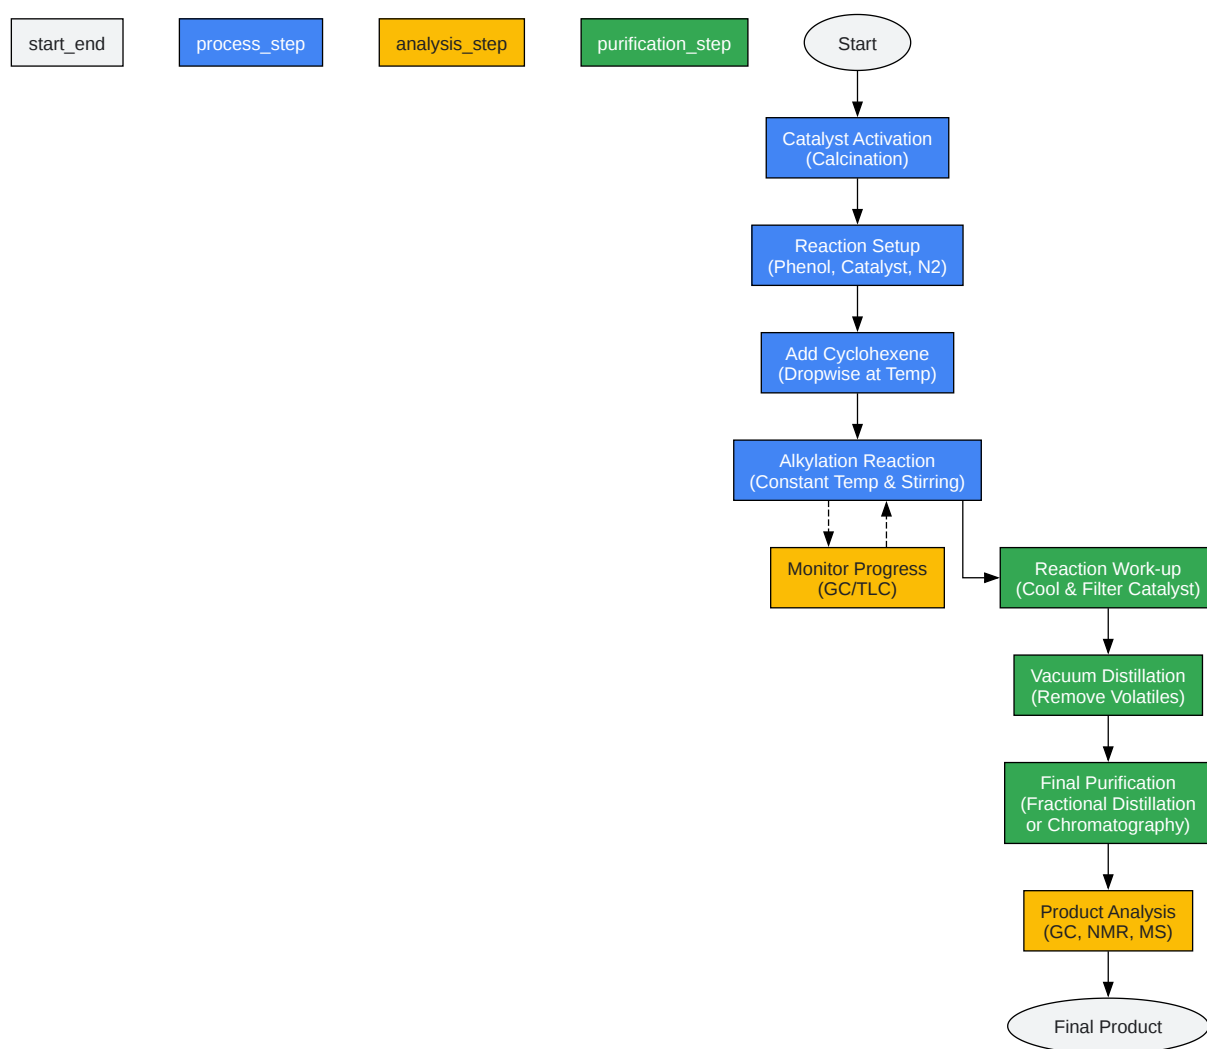 start_end
process_step
analysis_step
purification_step
Start
Catalyst Activation
(Calcination)
Reaction Setup
(Phenol, Catalyst, N2)
Add Cyclohexene
(Dropwise at Temp)
Alkylation Reaction
(Constant Temp & Stirring)
Monitor Progress
(GC/TLC)
Reaction Work-up
(Cool & Filter Catalyst)
Vacuum Distillation
(Remove Volatiles)
Final Purification
(Fractional Distillation
or Chromatography)
Product Analysis
(GC, NMR, MS)
Final Product